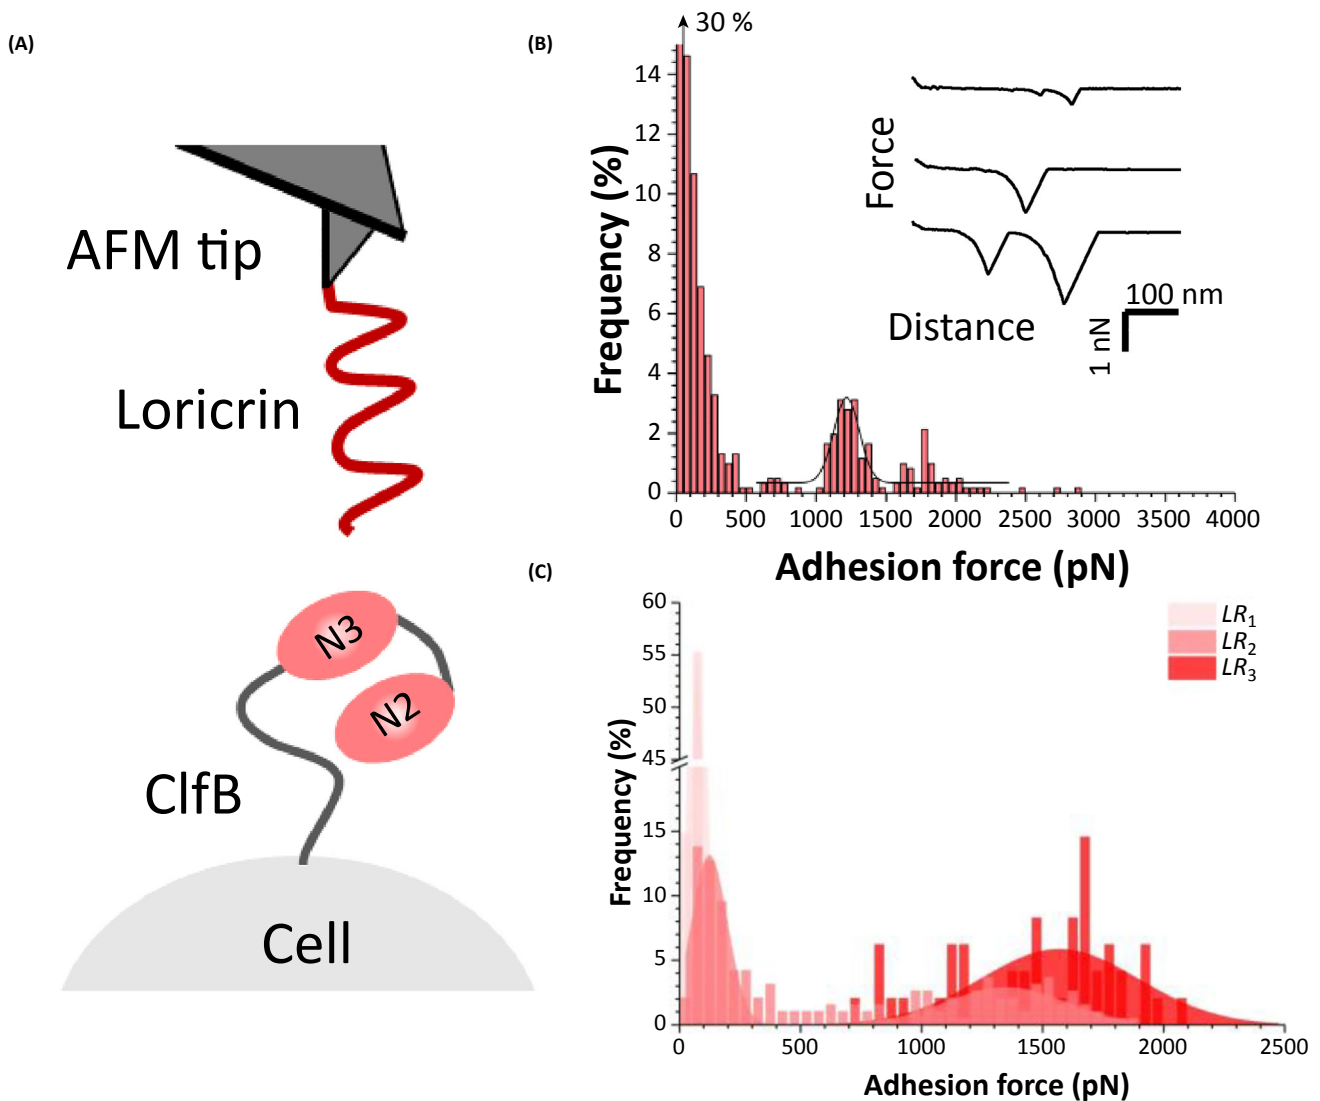 (A)
AFM tip
Loricrin
N3
N2
ClfB
Cell
(B)
30 %
Frequency (%)
14
12
10
8
6
4
2
0
0 500 1000 1500 2000 2500 3000 3500 4000
Adhesion force (pN)
Force
Distance
100 nm
1 nN
(C)
Frequency (%)
60
55
50
45
15
10
5
0
0 500 1000 1500 2000 2500
Adhesion force (pN)
LR1
LR2
LR3